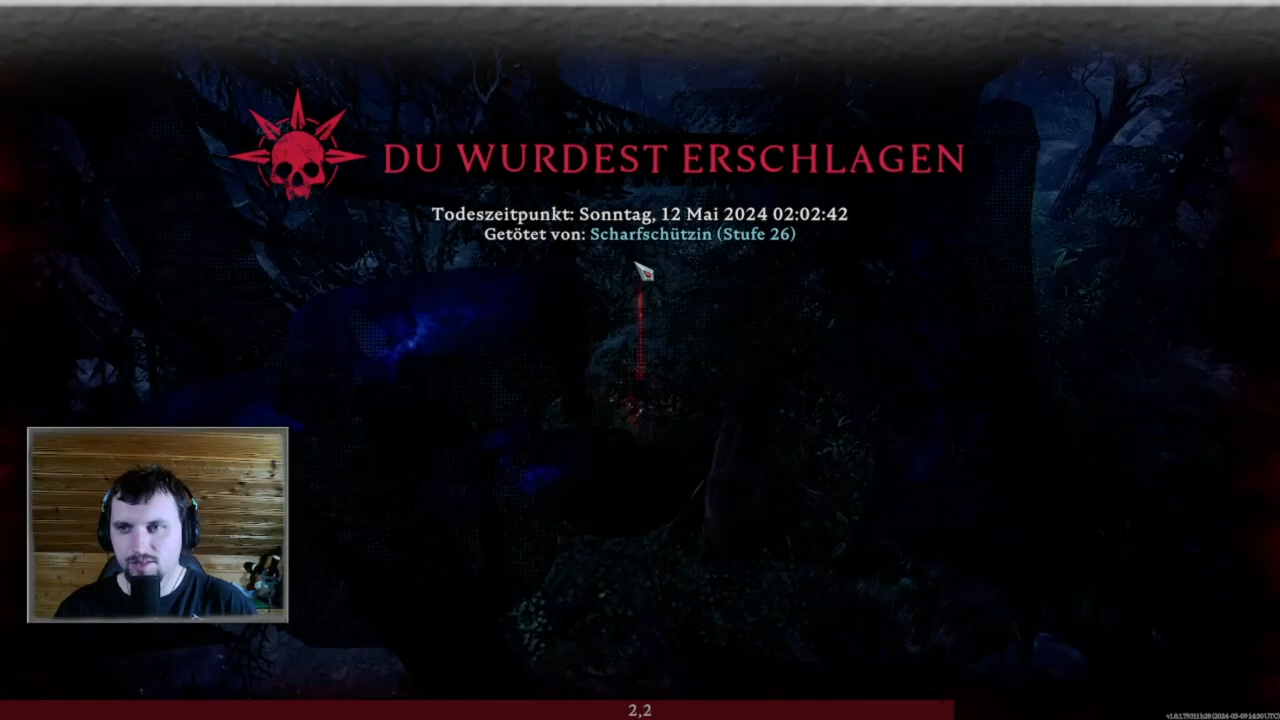 DU WURDEST ERSCHLAGEN
Todeszeitpunkt: Sonntag, 12 Mai 2024 02:02:42
Getötet von: Scharfschützin (Stufe 26)
2,2